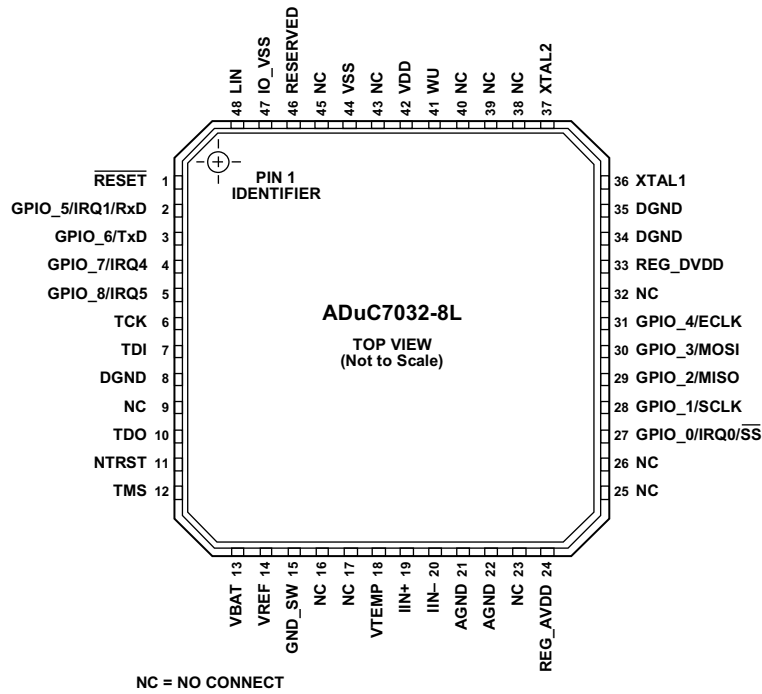 48 LIN
47 IO_VSS
46 RESERVED
45 NC
44 VSS
43 NC
42 VDD
41 WU
40 NC
39 NC
38 NC
37 XTAL2
RESET 1
GPIO_5/IRQ1/RxD 2
GPIO_6/TxD 3
GPIO_7/IRQ4 4
GPIO_8/IRQ5 5
TCK 6
TDI 7
DGND 8
NC 9
TDO 10
NTRST 11
TMS 12
PIN 1
IDENTIFIER
ADuC7032-8L
TOP VIEW
(Not to Scale)
36 XTAL1
35 DGND
34 DGND
33 REG_DVDD
32 NC
31 GPIO_4/ECLK
30 GPIO_3/MOSI
29 GPIO_2/MISO
28 GPIO_1/SCLK
27 GPIO_0/IRQ0/SS
26 NC
25 NC
VBAT 13
VREF 14
GND_SW 15
NC 16
NC 17
VTEMP 18
IIN+ 19
IIN– 20
AGND 21
AGND 22
NC 23
REG_AVDD 24
NC = NO CONNECT